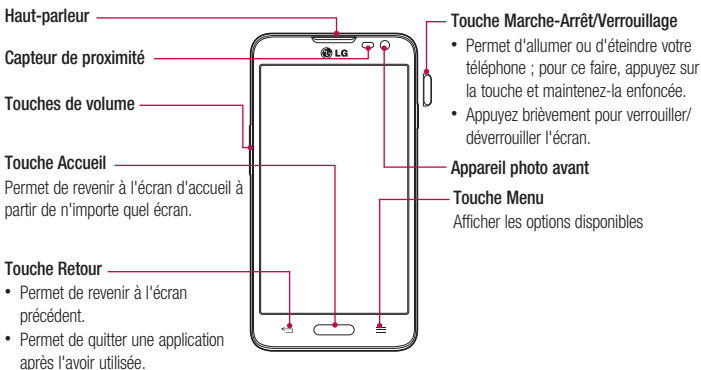 Haut-parleur
Capteur de proximité
Touches de volume
Touche Accueil
Permet de revenir à l'écran d'accueil à
partir de n'importe quel écran.
Touche Retour
• Permet de revenir à l'écran
précédent.
• Permet de quitter une application
après l'avoir utilisée.
LG
Touche Marche-Arrêt/Verrouillage
• Permet d'allumer ou d'éteindre votre
téléphone ; pour ce faire, appuyez sur
la touche et maintenez-la enfoncée.
• Appuyez brièvement pour verrouiller/
déverrouiller l'écran.
Appareil photo avant
Touche Menu
Afficher les options disponibles